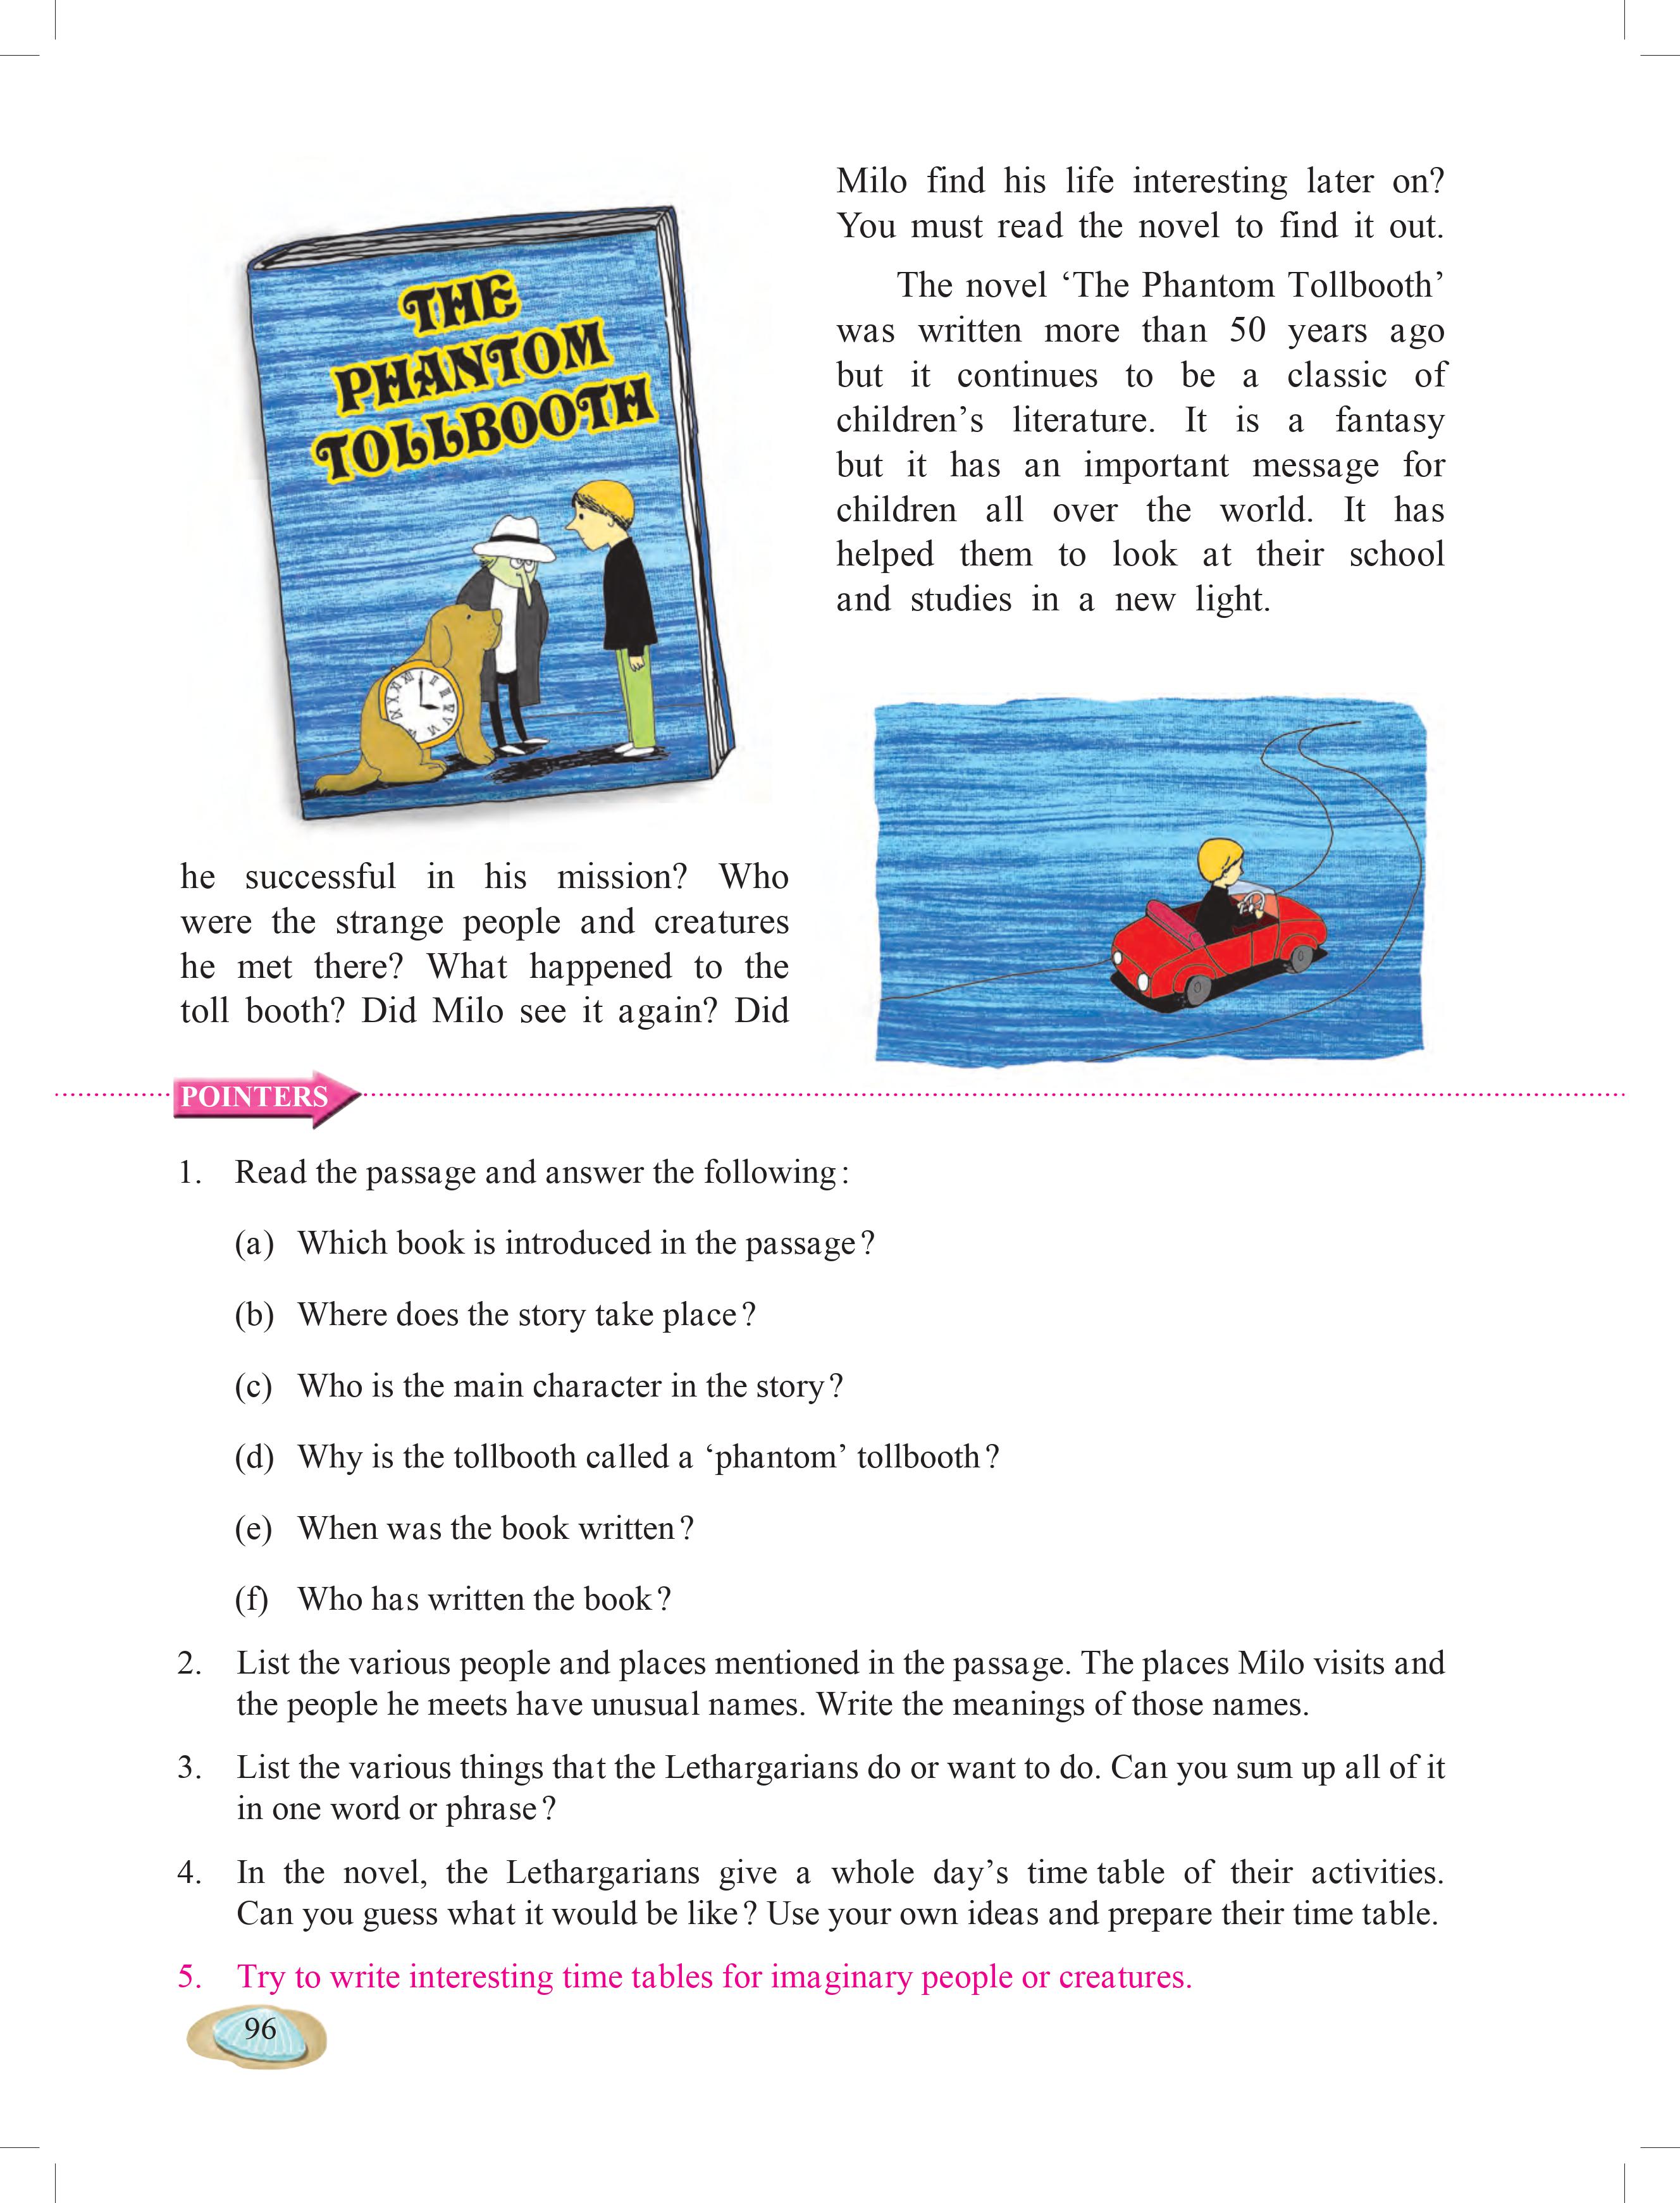 THE
PHANTOM
TOLLBOOTH
he successful in his mission? Who
were the strange people and creatures
he met there? What happened to the
toll booth? Did Milo see it again? Did
Milo find his life interesting later on?
You must read the novel to find it out.
The novel ‘The Phantom Tollbooth’
was written more than 50 years ago
but it continues to be a classic of
children’s literature. It is a fantasy
but it has an important message for
children all over the world. It has
helped them to look at their school
and studies in a new light.
POINTERS
1. Read the passage and answer the following:
(a) Which book is introduced in the passage?
(b) Where does the story take place?
(c) Who is the main character in the story?
(d) Why is the tollbooth called a ‘phantom’ tollbooth?
(e) When was the book written?
(f) Who has written the book?
2. List the various people and places mentioned in the passage. The places Milo visits and
the people he meets have unusual names. Write the meanings of those names.
3. List the various things that the Lethargarians do or want to do. Can you sum up all of it
in one word or phrase?
4. In the novel, the Lethargarians give a whole day’s time table of their activities.
Can you guess what it would be like? Use your own ideas and prepare their time table.
5. Try to write interesting time tables for imaginary people or creatures.
96